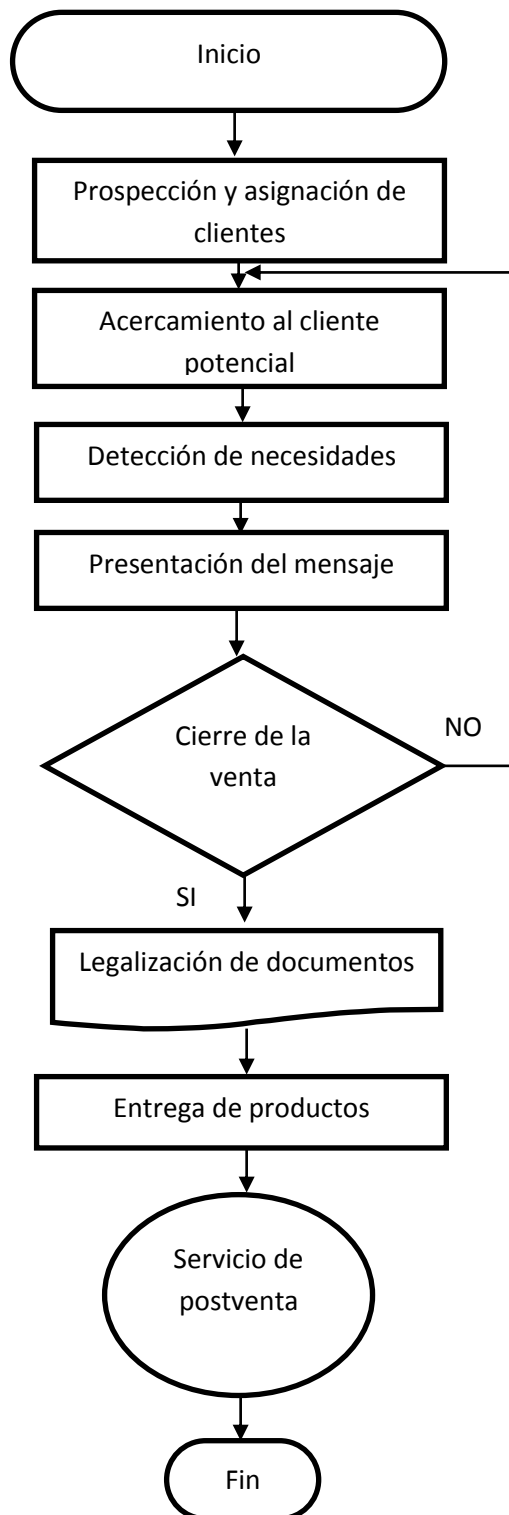 Inicio
Prospección y asignación de
clientes
Acercamiento al cliente
potencial
Detección de necesidades
Presentación del mensaje
Cierre de la
venta
NO
SI
Legalización de documentos
Entrega de productos
Servicio de
postventa
Fin